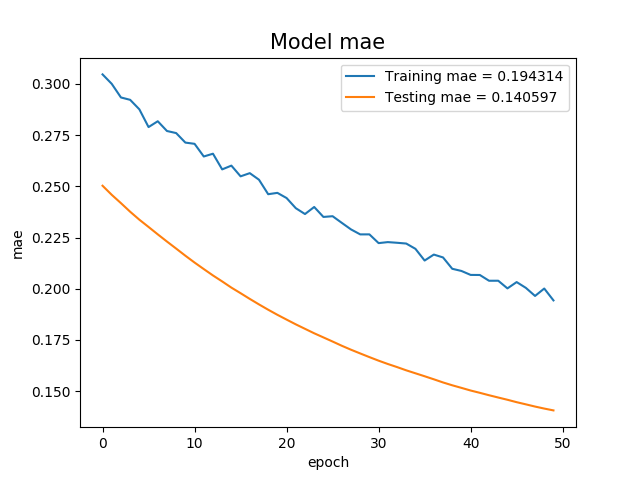 Model mae
Training mae = 0.194314
Testing mae = 0.140597
0.300
0.275
0.250
0.225
0.200
0.175
0.150
mae
0 10 20 30 40 50
epoch